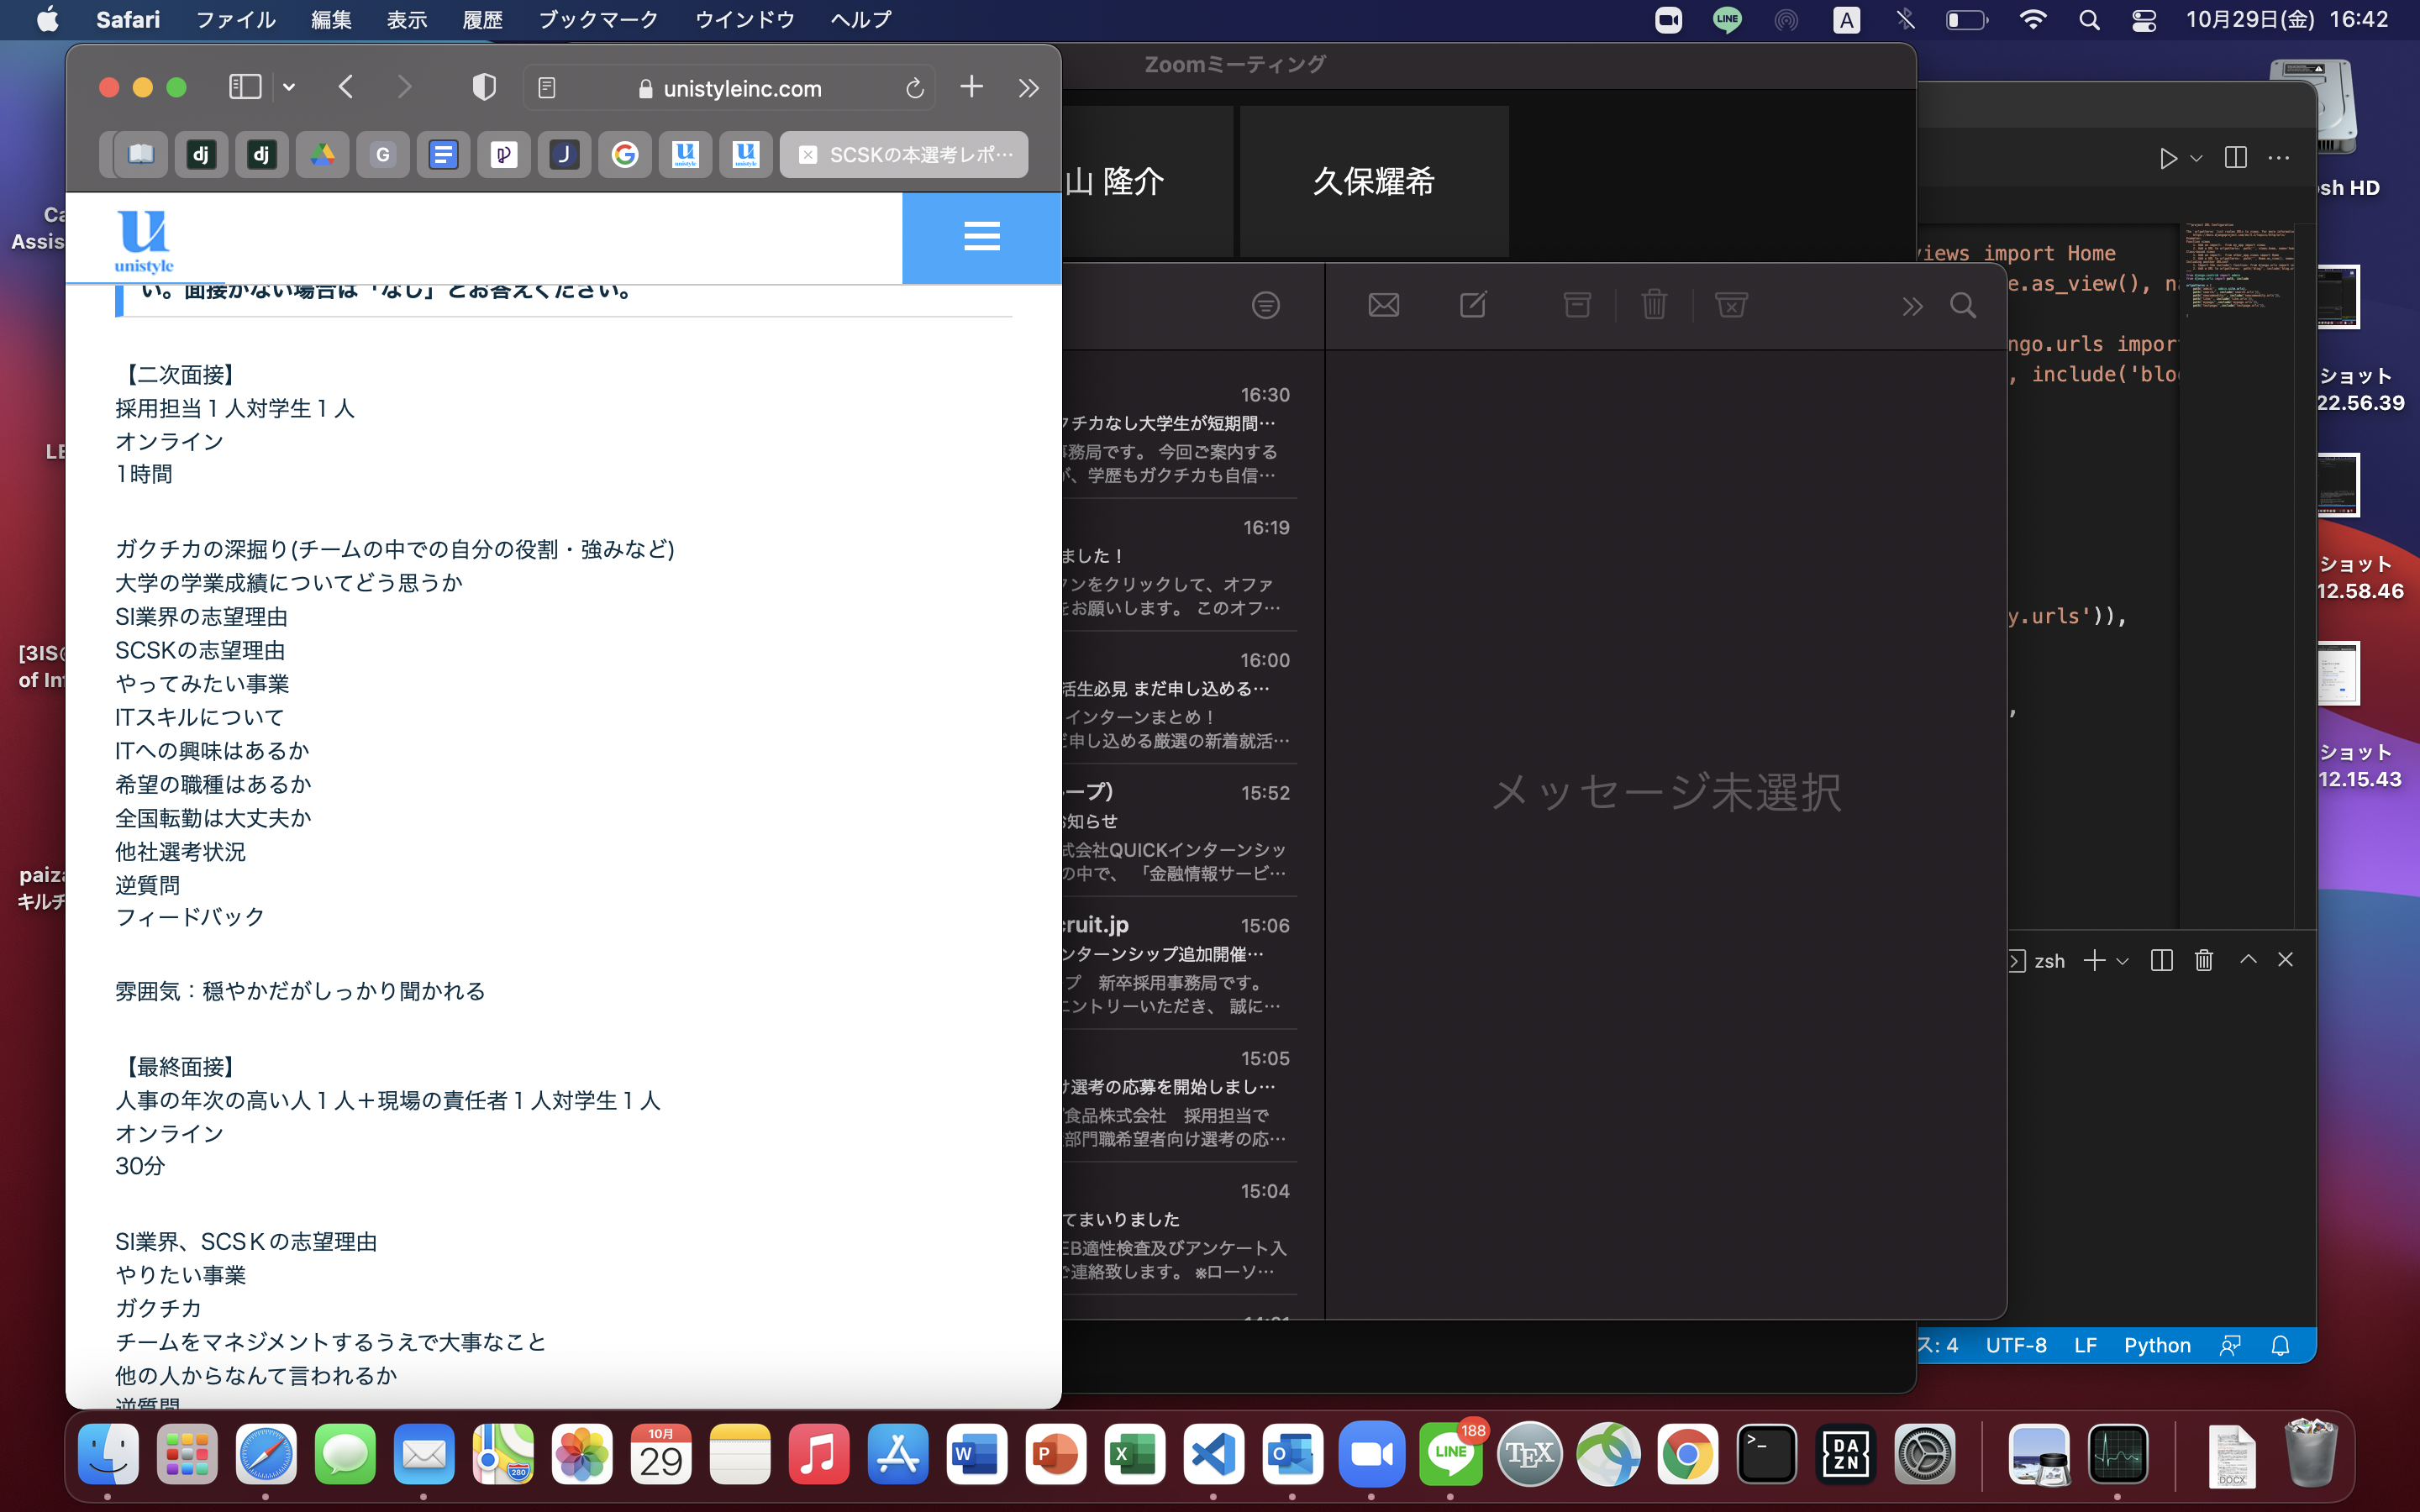 Safari ファイル 編集 表示 履歴 ブックマーク ウインドウ ヘルプ
LINE A 10月29日(金) 16:42
unistyleinc.com
SCSKの本選考レポ…
unistyle
い。面接がない場合は「なし」とお答えください。
【二次面接】
採用担当１人対学生１人
オンライン
1時間
ガクチカの深掘り(チームの中での自分の役割・強みなど)
大学の学業成績についてどう思うか
SI業界の志望理由
SCSKの志望理由
やってみたい事業
ITスキルについて
ITへの興味はあるか
希望の職種はあるか
全国転勤は大丈夫か
他社選考状況
逆質問
フィードバック
雰囲気：穏やかだがしっかり聞かれる
【最終面接】
人事の年次の高い人１人＋現場の責任者１人対学生１人
オンライン
30分
SI業界、SCSＫの志望理由
やりたい事業
ガクチカ
チームをマネジメントするうえで大事なこと
他の人からなんて言われるか
逆質問
Zoomミーティング
山 隆介
久保耀希
16:30
クチカなし大学生が短期間…
事務局です。 今回ご案内する
が、学歴もガクチカも自信…
16:19
ました！
タンをクリックして、オファ
をお願いします。 このオフ…
16:00
活生必見 まだ申し込める…
インターンまとめ！
だ申し込める厳選の新着就活…
ープ) 15:52
お知らせ
式会社QUICKインターンシッ
の中で、 「金融情報サービ…
cruit.jp 15:06
ンターンシップ追加開催…
プ 新卒採用事務局です。
エントリーいただき、 誠に…
15:05
け選考の応募を開始しまし…
食品株式会社 採用担当で
部門職希望者向け選考の応…
15:04
てまいりました
EB適性検査及びアンケート入
ご連絡致します。 ※ローソ…
メッセージ未選択
views import Home
e.as_view(), na
ngo.urls import
, include('blog
y.urls')),
,
zsh
ス: 4 UTF-8 LF Python
osh HD
ショット
22.56.39
ショット
12.58.46
ショット
12.15.43
Ca
Assis
LE
[3IS
of In
paiza
キルチ
10月
29
188
LINE
TEX
DA
ZN
DOCX